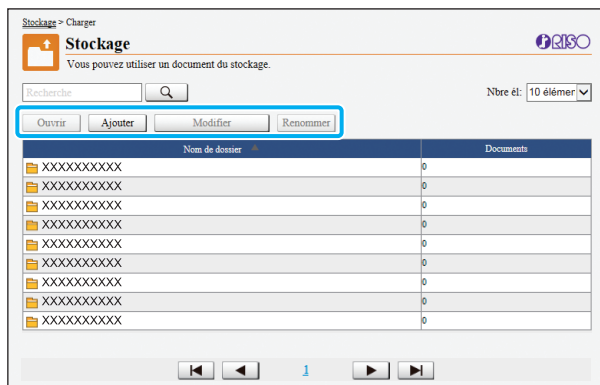 Stockage > Charger
Stockage
RISO
Vous pouvez utiliser un document du stockage.
Recherche
Nbre él: 10 élémer
Ouvrir Ajouter Modifier Renommer
Nom de dossier Documents
XXXXXXXXXX 0
XXXXXXXXXX 0
XXXXXXXXXX 0
XXXXXXXXXX 0
XXXXXXXXXX 0
XXXXXXXXXX 0
XXXXXXXXXX 0
XXXXXXXXXX 0
XXXXXXXXXX 0
1